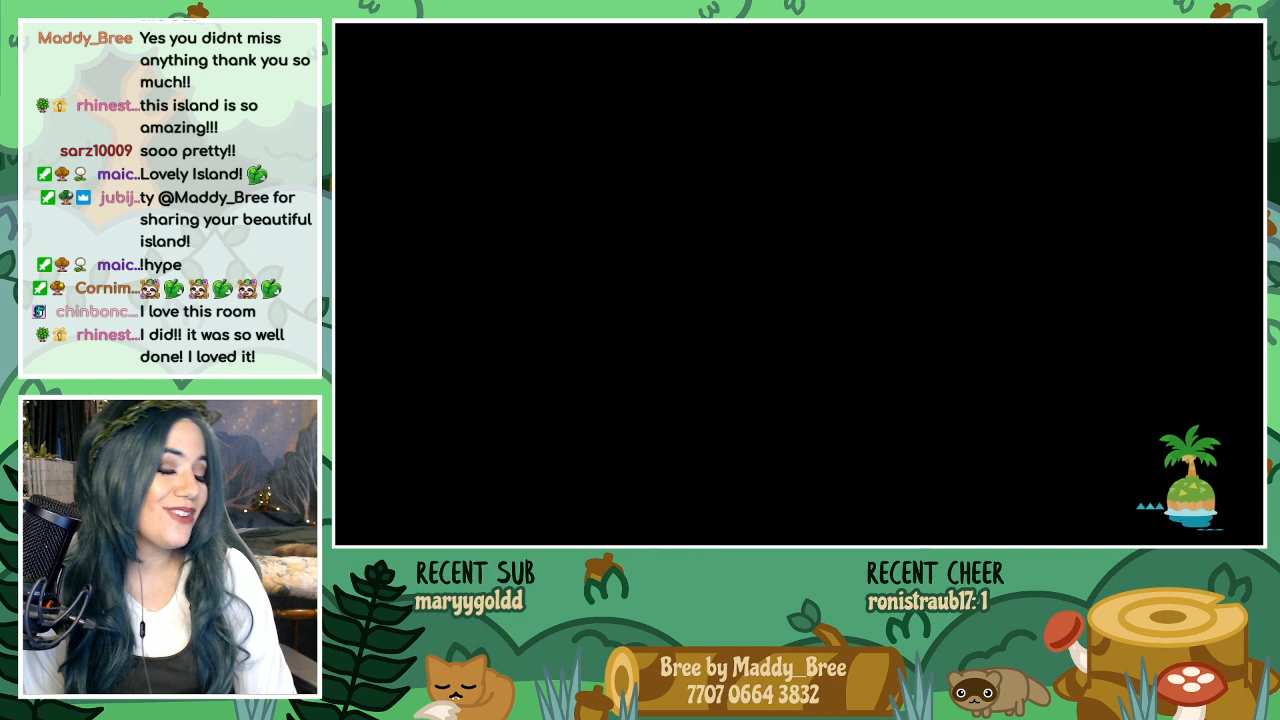 Maddy_Bree Yes you didnt miss
anything thank you so
much!!
rhinest... this island is so
amazing!!!
sarz10009 sooo pretty!!
maic.. Lovely Island!
jubij.. ty @Maddy_Bree for
sharing your beautiful
island!
maic.. !hype
Cornim...
chinbonc... I love this room
rhinest... I did!! it was so well
done! I loved it!
RECENT SUB
maryygoldd
RECENT CHEER
ronistraub17: 1
Bree by Maddy_Bree
7707 0664 3832